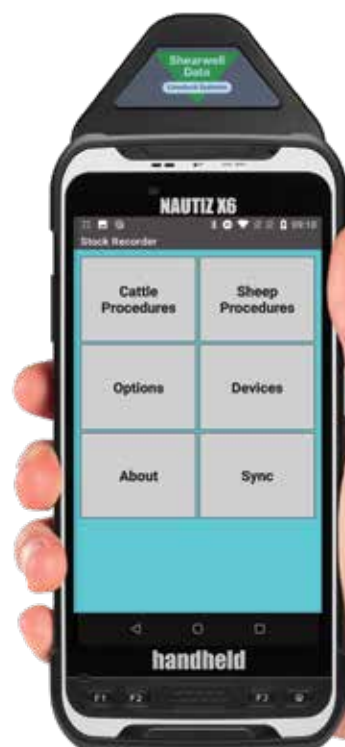 Shearwell
Data
Livestock Systems
NAUTIZ X6
09:10
Stock Recorder
Cattle
Procedures
Sheep
Procedures
Options
Devices
About
Sync
handheld
F1
F2
F3